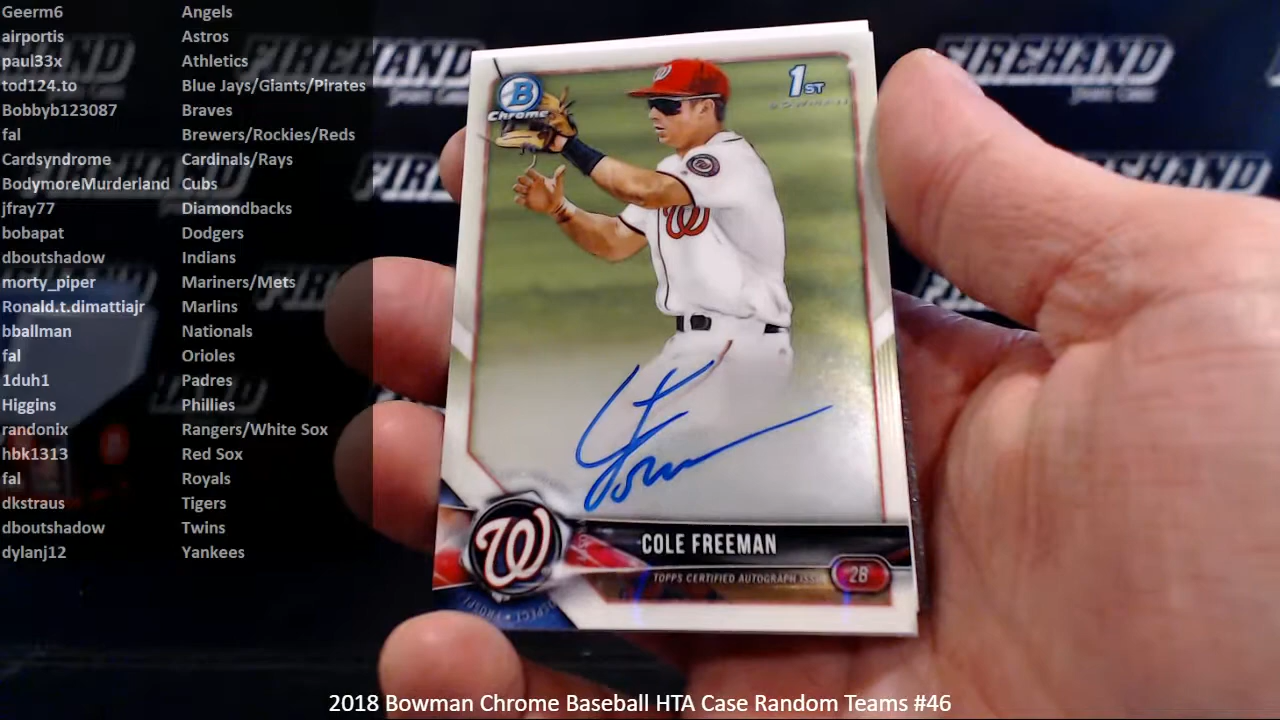 Geerm6 Angels
airportis Astros
paul33x Athletics
tod124.to Blue Jays/Giants/Pirates
Bobbyb123087 Braves
fal Brewers/Rockies/Reds
Cardsyndrome Cardinals/Rays
BodymoreMurderland Cubs
jfray77 Diamondbacks
bobapat Dodgers
dboutshadow Indians
morty_piper Mariners/Mets
Ronald.t.dimattiajr Marlins
bballman Nationals
fal Orioles
1duh1 Padres
Higgins Phillies
randonix Rangers/White Sox
hbk1313 Red Sox
fal Royals
dkstraus Tigers
dboutshadow Twins
dylanj12 Yankees
FIREHAND
FIREHAND
FIREHAND
B
Chrome
1ST
BOWMAN
W
W
W
COLE FREEMAN
TOPPS CERTIFIED AUTOGRAPH ISSUE
2B
2018 Bowman Chrome Baseball HTA Case Random Teams #46